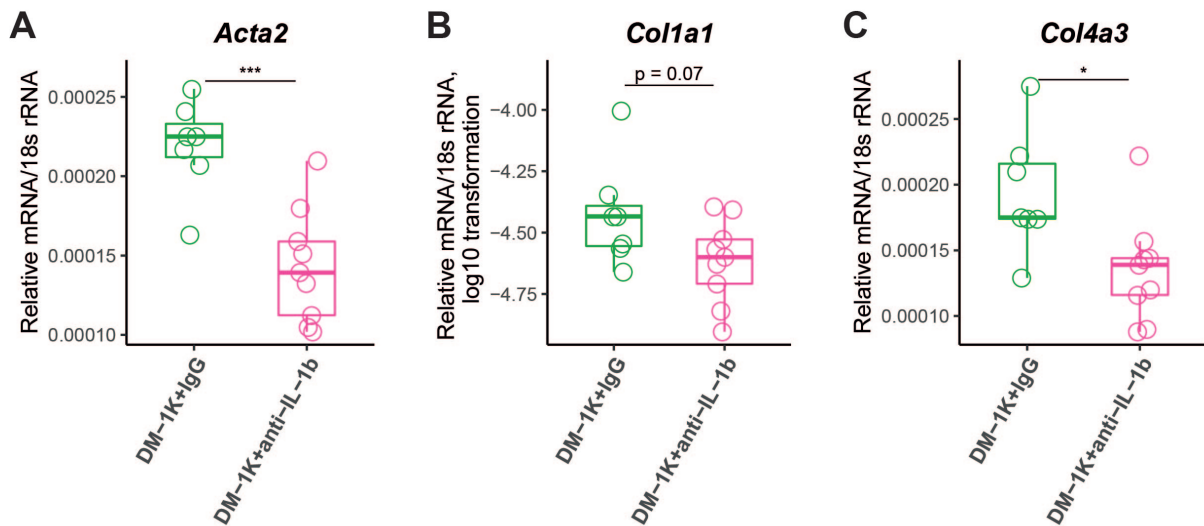 A
Acta2
Relative mRNA/18s rRNA
0.00025
0.00020
0.00015
0.00010
***
DM−1K+IgG
DM−1K+anti−IL−1b
B
Col1a1
Relative mRNA/18s rRNA,
log10 transformation
−4.00
−4.25
−4.50
−4.75
p = 0.07
DM−1K+IgG
DM−1K+anti−IL−1b
C
Col4a3
Relative mRNA/18s rRNA
0.00025
0.00020
0.00015
0.00010
*
DM−1K+IgG
DM−1K+anti−IL−1b